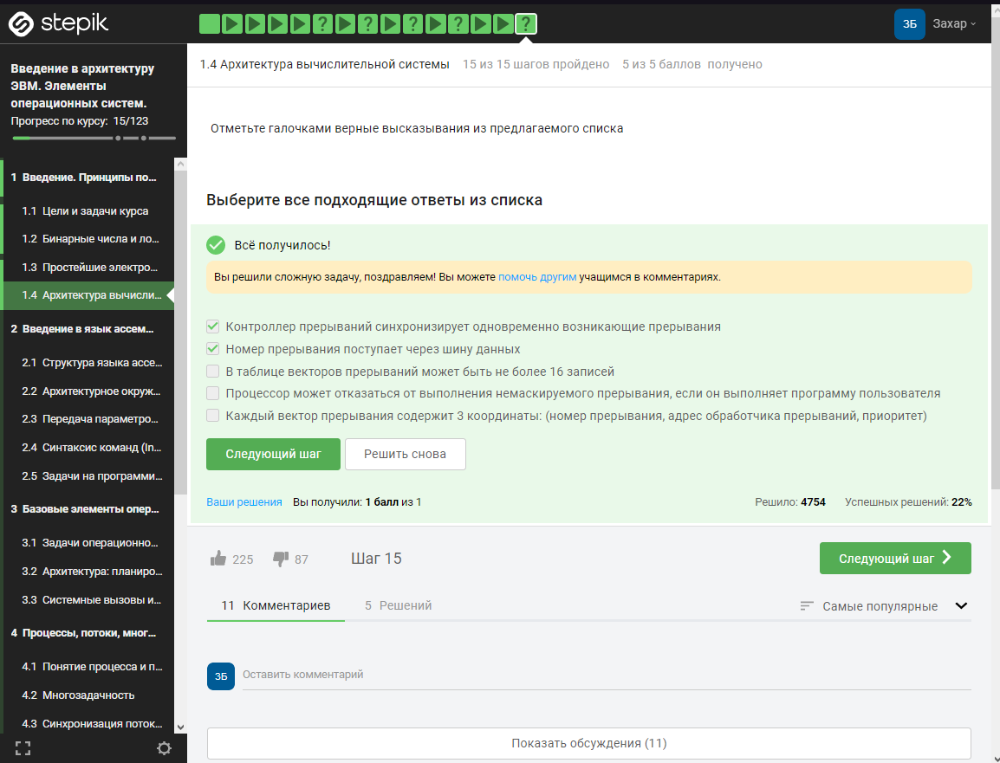 stepik
? ? ? ? ?
ЗБ Захар
Введение в архитектуру
ЭВМ. Элементы
операционных систем.
Прогресс по курсу: 15/123
1 Введение. Принципы по...
1.1 Цели и задачи курса
1.2 Бинарные числа и ло...
1.3 Простейшие электро...
1.4 Архитектура вычисли...
2 Введение в язык ассем...
2.1 Структура языка ассе...
2.2 Архитектурное окруж...
2.3 Передача параметро...
2.4 Синтаксис команд (In...
2.5 Задачи на программи...
3 Базовые элементы опер...
3.1 Задачи операционно...
3.2 Архитектура: планиро...
3.3 Системные вызовы и...
4 Процессы, потоки, мног...
4.1 Понятие процесса и п...
4.2 Многозадачность
4.3 Синхронизация поток...
1.4 Архитектура вычислительной системы 15 из 15 шагов пройдено 5 из 5 баллов получено
Отметьте галочками верные высказывания из предлагаемого списка
Выберите все подходящие ответы из списка
Всё получилось!
Вы решили сложную задачу, поздравляем! Вы можете помочь другим учащимся в комментариях.
Контроллер прерываний синхронизирует одновременно возникающие прерывания
Номер прерывания поступает через шину данных
В таблице векторов прерываний может быть не более 16 записей
Процессор может отказаться от выполнения немаскируемого прерывания, если он выполняет программу пользователя
Каждый вектор прерывания содержит 3 координаты: (номер прерывания, адрес обработчика прерываний, приоритет)
Следующий шаг Решить снова
Ваши решения Вы получили: 1 балл из 1 Решило: 4754 Успешных решений: 22%
225 87 Шаг 15 Следующий шаг
11 Комментариев 5 Решений Самые популярные
ЗБ Оставить комментарий
Показать обсуждения (11)